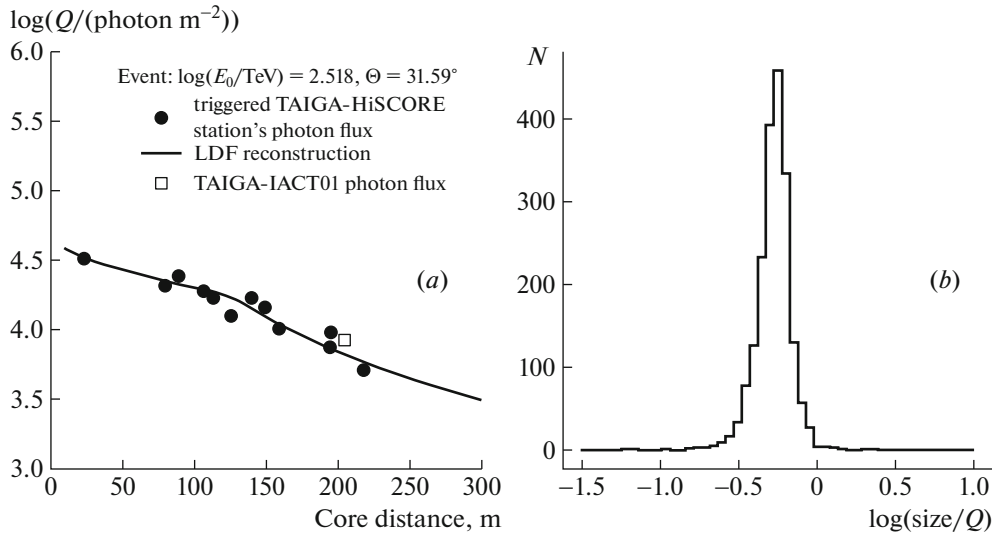 log(Q/(photon m⁻²))
6.0
Event: log(E₀/TeV) = 2.518, Θ = 31.59°
triggered TAIGA-HiSCORE
station's photon flux
LDF reconstruction
TAIGA-IACT01 photon flux
5.5
5.0
4.5
4.0
3.5
3.0
(a)
0 50 100 150 200 250 300
Core distance, m
N
400
300
200
100
0
(b)
−1.5 −1.0 −0.5 0 0.5 1.0
log(size/Q)